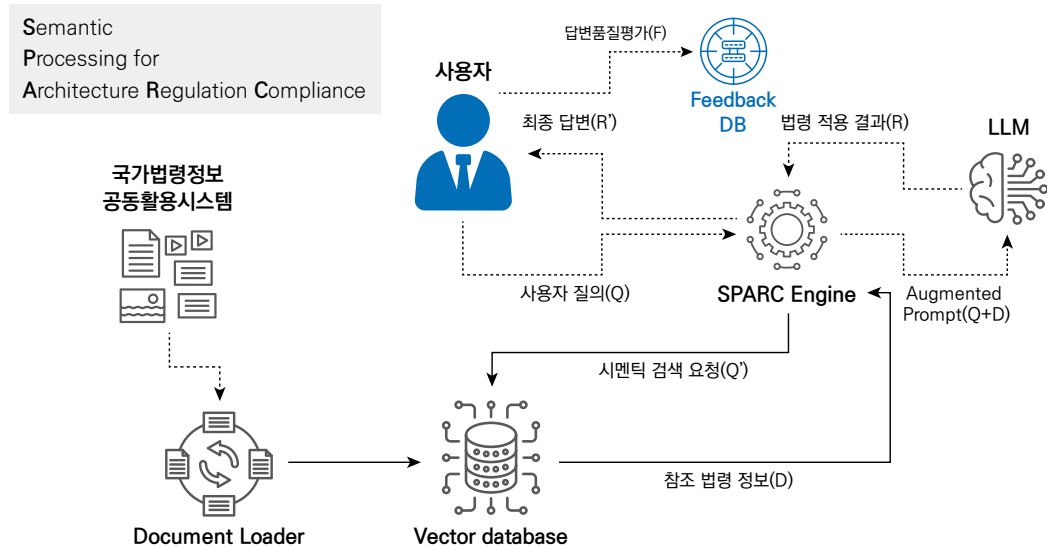 Semantic
Processing for
Architecture Regulation Compliance
답변품질평가(F)
사용자
Feedback
DB
최종 답변(R’)
법령 적용 결과(R)
LLM
국가법령정보
공동활용시스템
사용자 질의(Q)
SPARC Engine
Augmented
Prompt(Q+D)
시멘틱 검색 요청(Q’)
참조 법령 정보(D)
Document Loader
Vector database